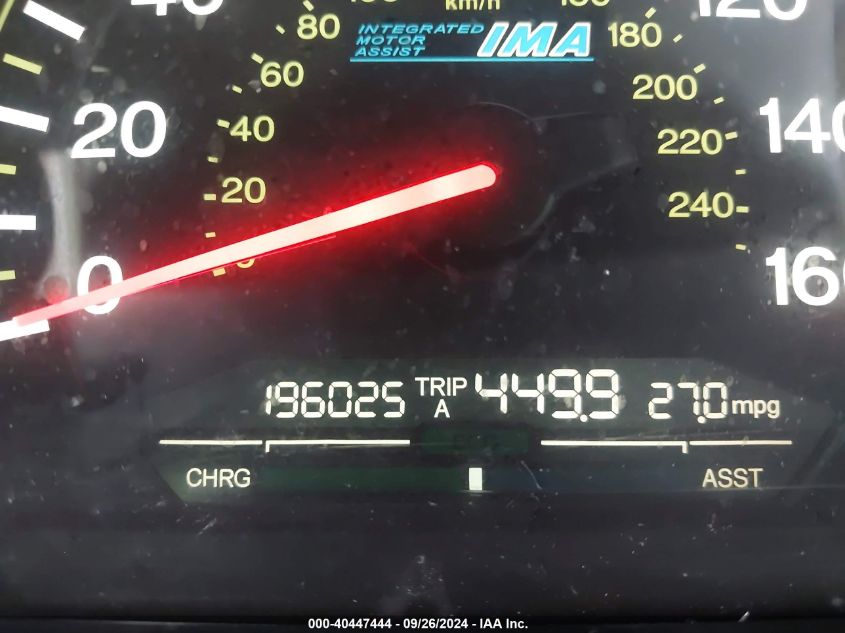 km/h
80
INTEGRATED
MOTOR
ASSIST
IMA
180
120
60
200
20
40
140
220
20
240
0
0
160
196025 TRIP A 449.9 27.0 mpg
CHRG ASST
000-40447444 - 09/26/2024 - IAA Inc.